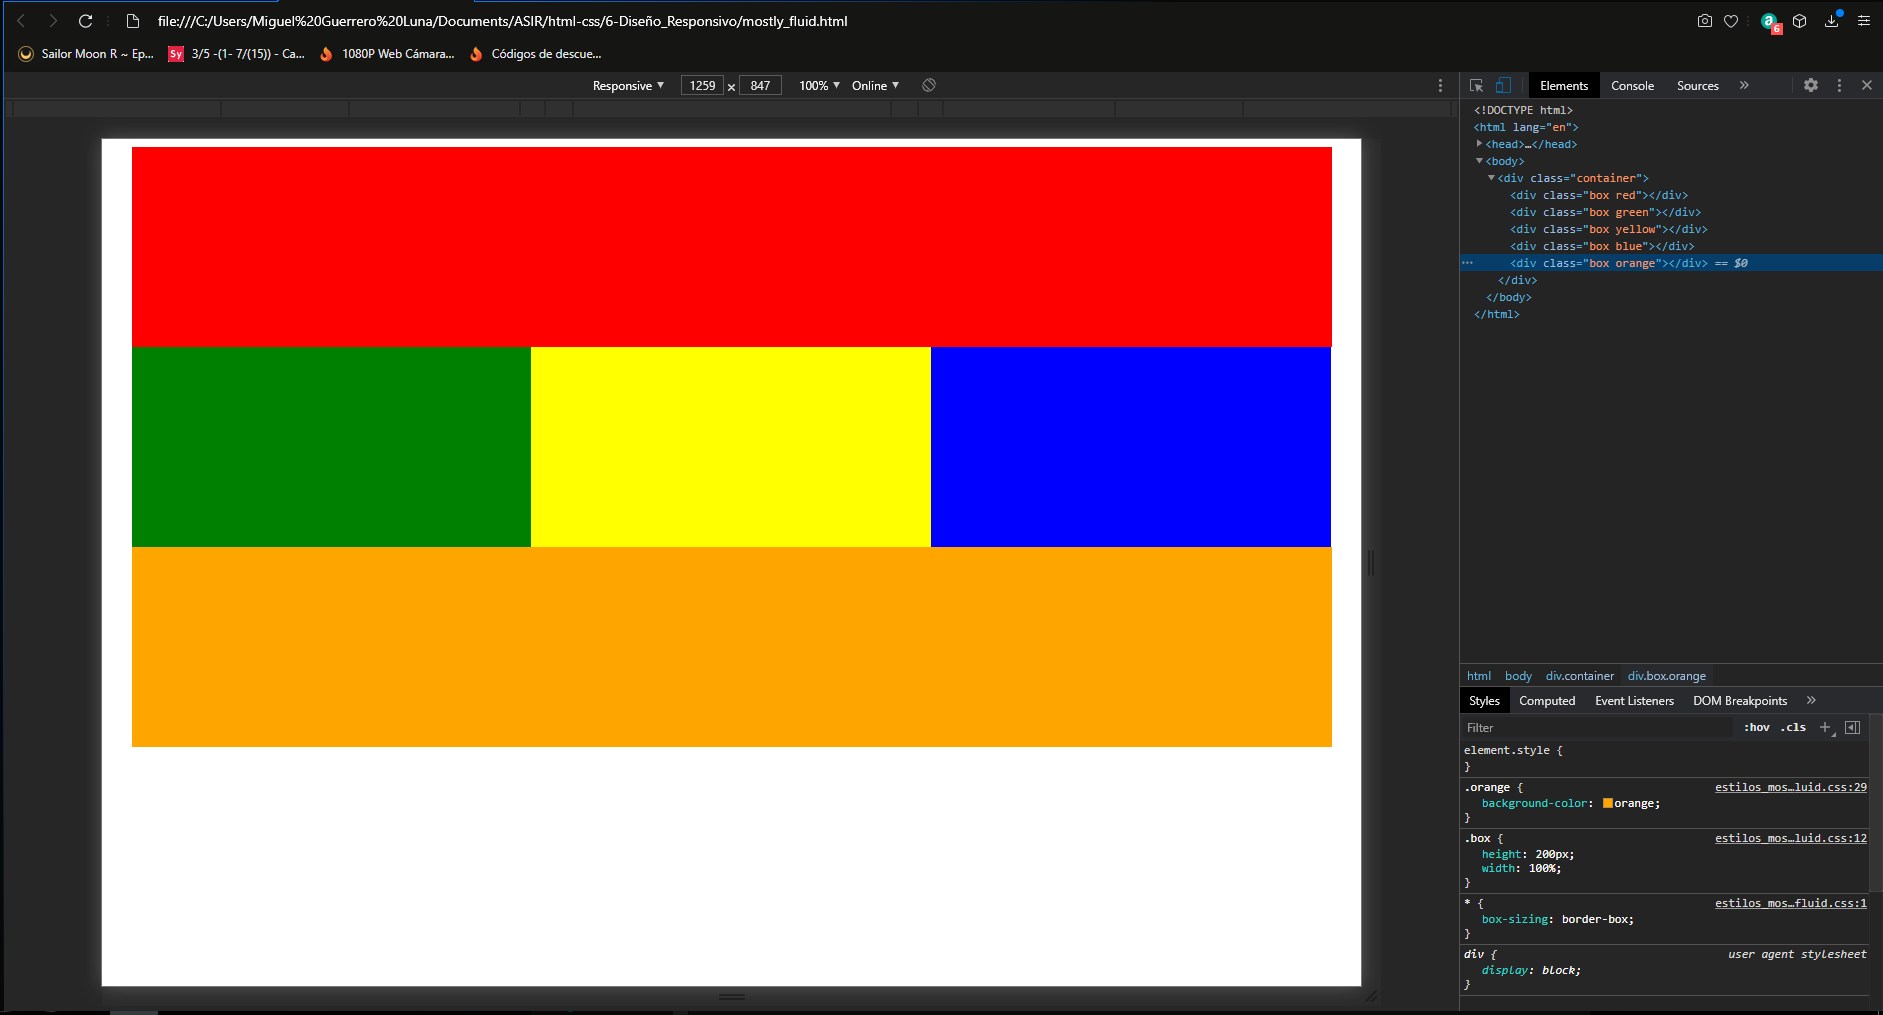 file:///C:/Users/Miguel%20Guerrero%20Luna/Documents/ASIR/html-css/6-Diseño_Responsivo/mostly_fluid.html
6
Sailor Moon R ~ Ep... Sy 3/5 -(1- 7/(15)) - Ca... 1080P Web Cámara... Códigos de descue...
Responsive ▼ 1259 × 847 100% ▼ Online ▼
Elements Console Sources »
<!DOCTYPE html>
<html lang="en">
<head>…</head>
<body>
<div class="container">
<div class="box red"></div>
<div class="box green"></div>
<div class="box yellow"></div>
<div class="box blue"></div>
<div class="box orange"></div> == $0
</div>
</body>
</html>
html body div.container div.box.orange
Styles Computed Event Listeners DOM Breakpoints »
Filter :hov .cls +
element.style {
}
.orange { estilos_mos…luid.css:29
background-color: orange;
}
.box { estilos_mos…luid.css:12
height: 200px;
width: 100%;
}
* { estilos_mos…fluid.css:1
box-sizing: border-box;
}
div { user agent stylesheet
display: block;
}